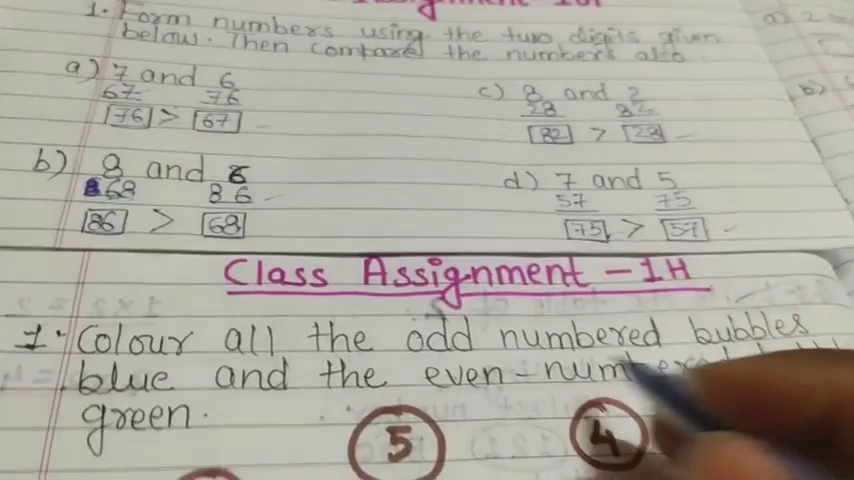 1. Form numbers using the two digits given
below. Then compared the numbers also.
a) 7 and 6
67 76
76 > 67
b) 8 and 6
68 86
86 > 68
c) 8 and 2
28 82
82 > 28
d) 7 and 5
57 75
75 > 57
a) 2
b)
Class Assignment - 1H
1. Colour all the odd numbered bubbles
blue and the even-numbered
green.
5 4